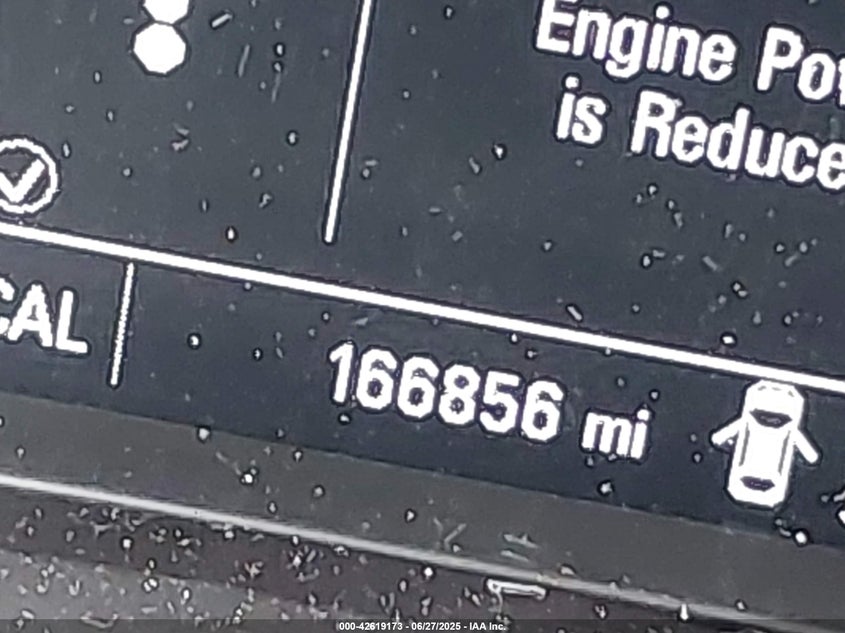 Engine Po
is Reduce
CAL
166856 mi
000-42619173 - 06/27/2025 - IAA Inc.